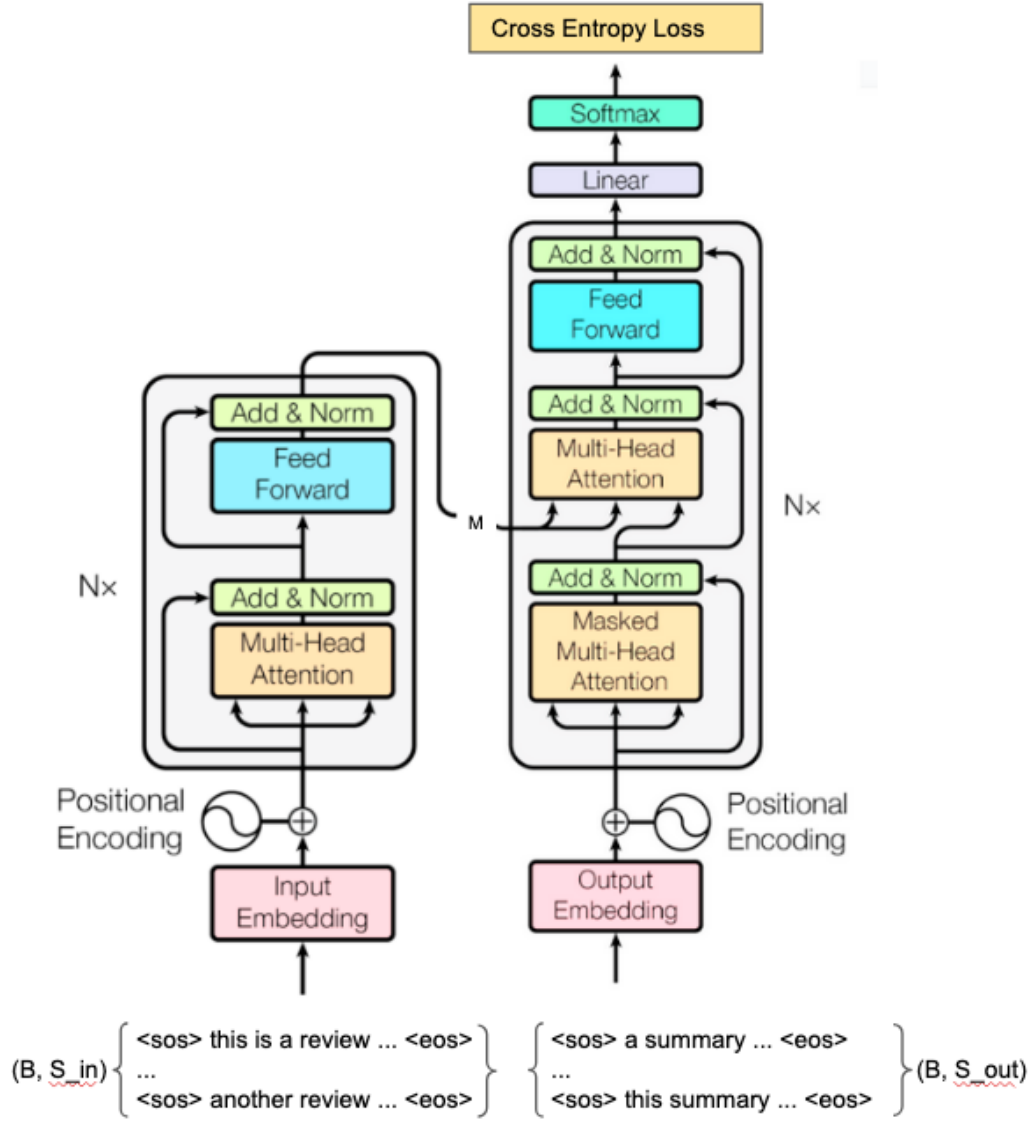 Cross Entropy Loss
Softmax
Linear
Add & Norm
Feed
Forward
Add & Norm
Multi-Head
Attention
Nx
Add & Norm
Masked
Multi-Head
Attention
Add & Norm
Feed
Forward
M
Nx
Add & Norm
Multi-Head
Attention
Positional
Encoding
Positional
Encoding
Input
Embedding
Output
Embedding
(B, S_in)
<sos> this is a review ... <eos>
...
<sos> another review ... <eos>
<sos> a summary ... <eos>
...
<sos> this summary ... <eos>
(B, S_out)